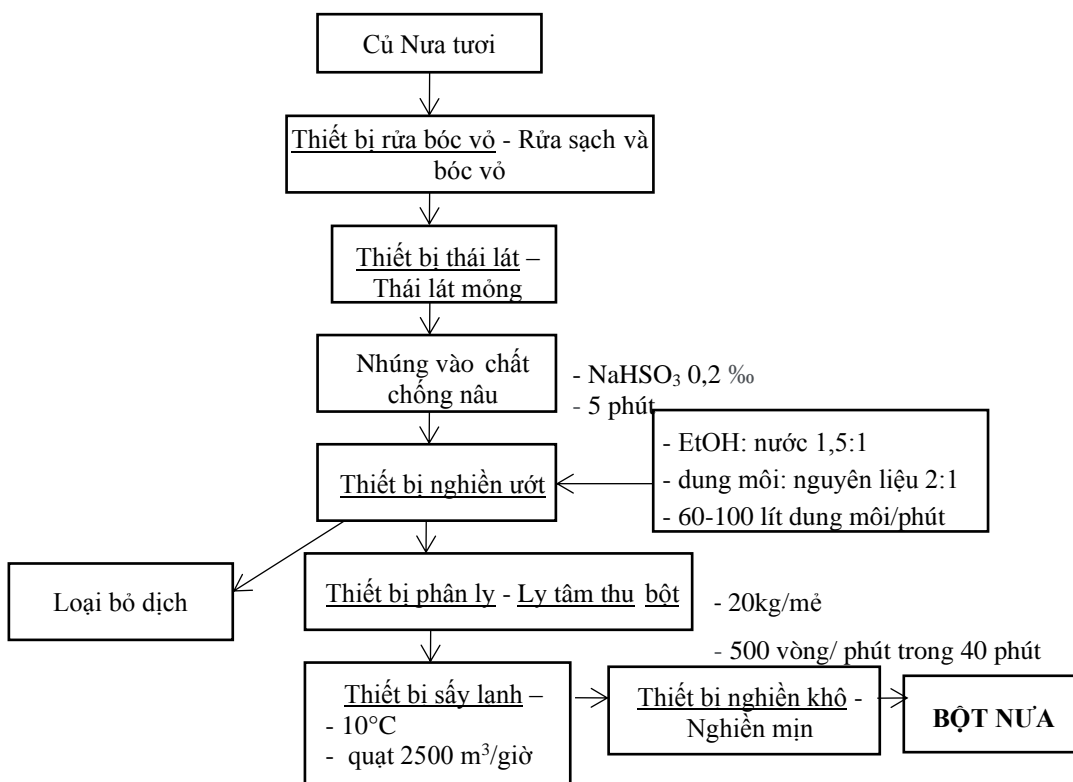 Củ Nưa tươi
Thiết bị rửa bóc vỏ - Rửa sạch và
bóc vỏ
Thiết bị thái lát –
Thái lát mỏng
Nhúng vào chất
chống nâu
- NaHSO₃ 0,2 ‰
- 5 phút
- EtOH: nước 1,5:1
- dung môi: nguyên liệu 2:1
- 60-100 lít dung môi/phút
Thiết bị nghiền ướt
Loại bỏ dịch
Thiết bị phân ly - Ly tâm thu bột
- 20kg/mẻ
- 500 vòng/ phút trong 40 phút
Thiết bị sấy lạnh –
- 10°C
- quạt 2500 m³/giờ
Thiết bị nghiền khô -
Nghiền mịn
BỘT NƯA